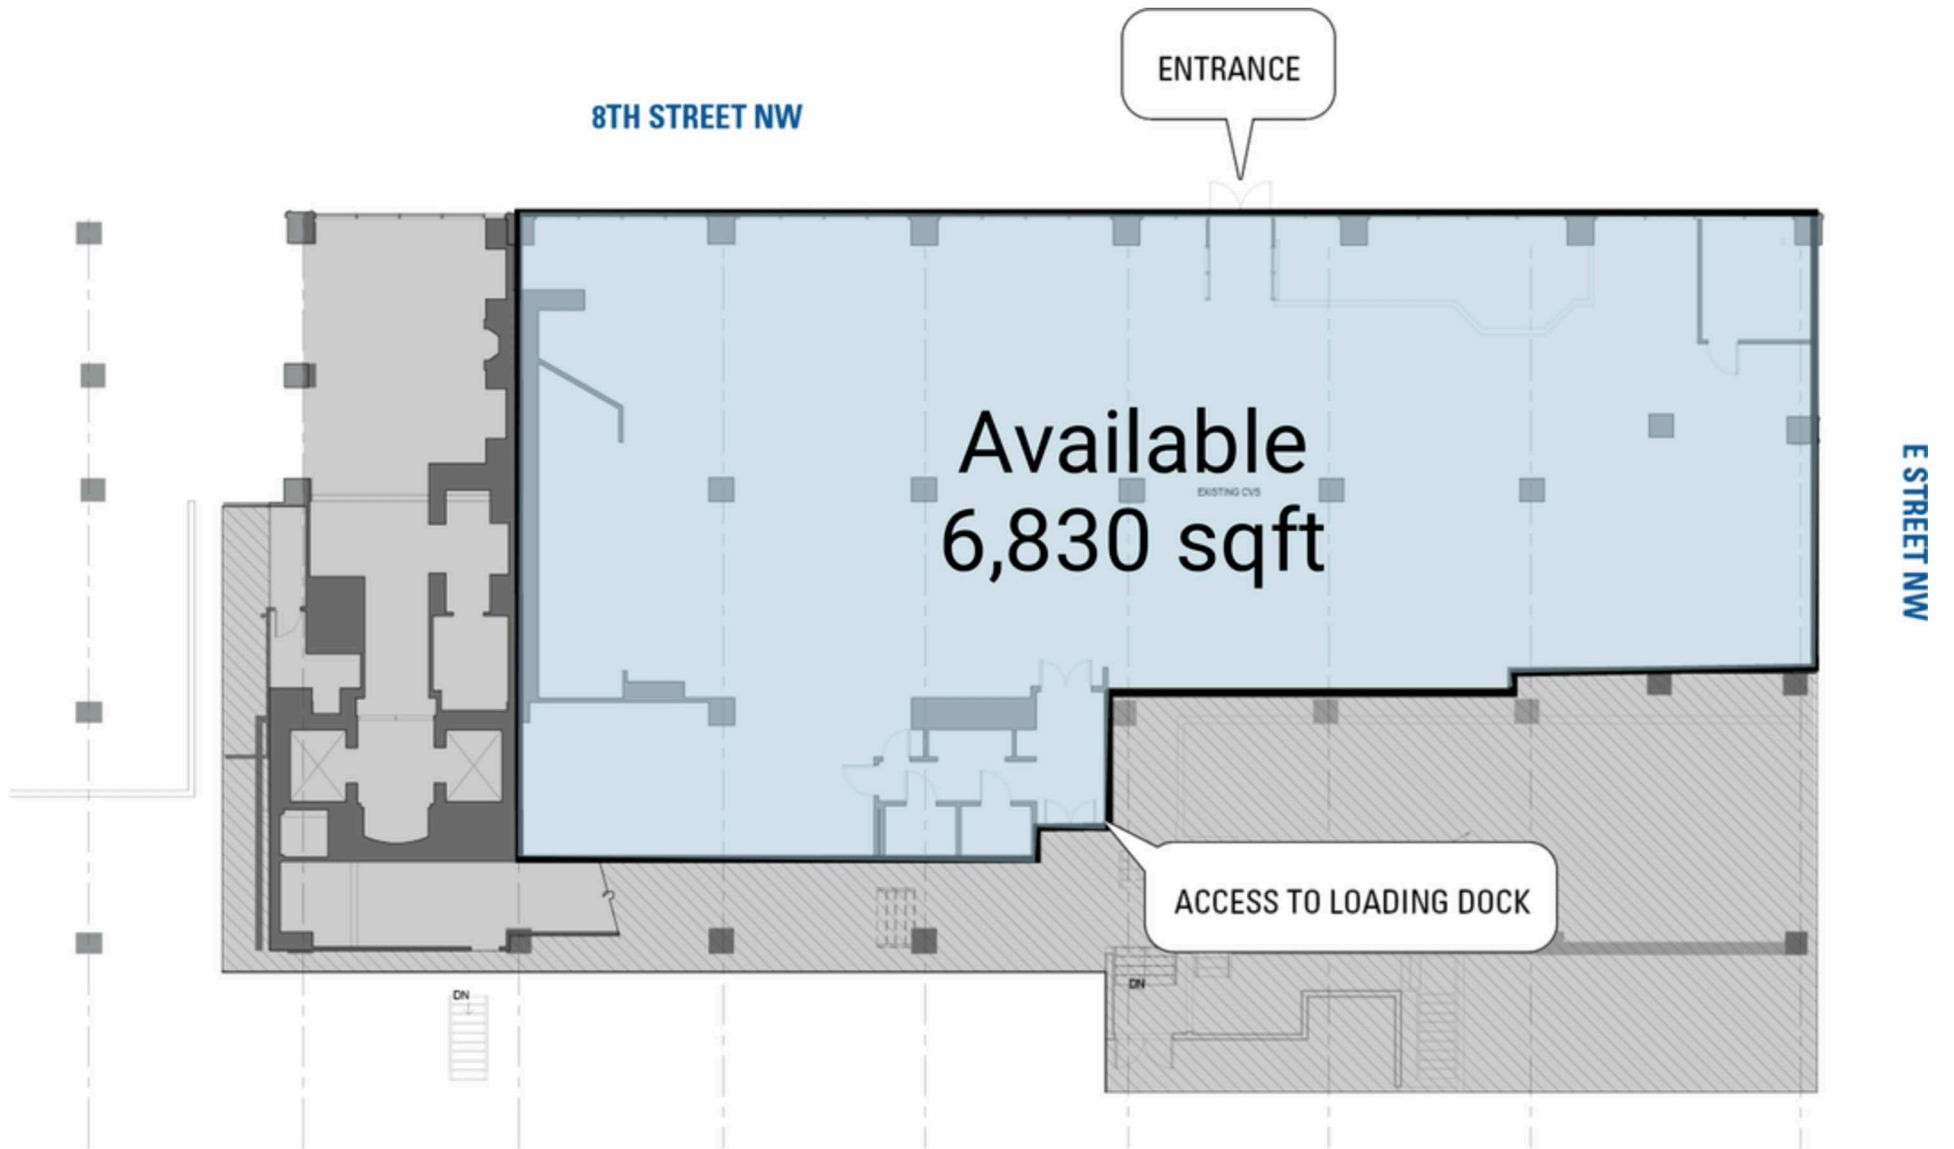 ENTRANCE
8TH STREET NW
Available
EXISTING CVS
6,830 sqft
E STREET NW
ACCESS TO LOADING DOCK
DN
DN